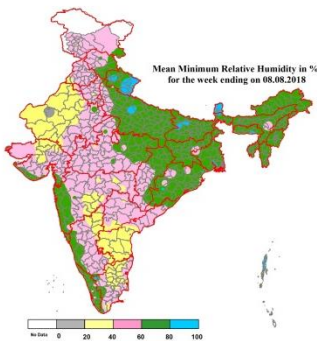 Mean Minimum Relative Humidity in %
for the week ending on 08.08.2018
No Data 0 20 40 60 80 100